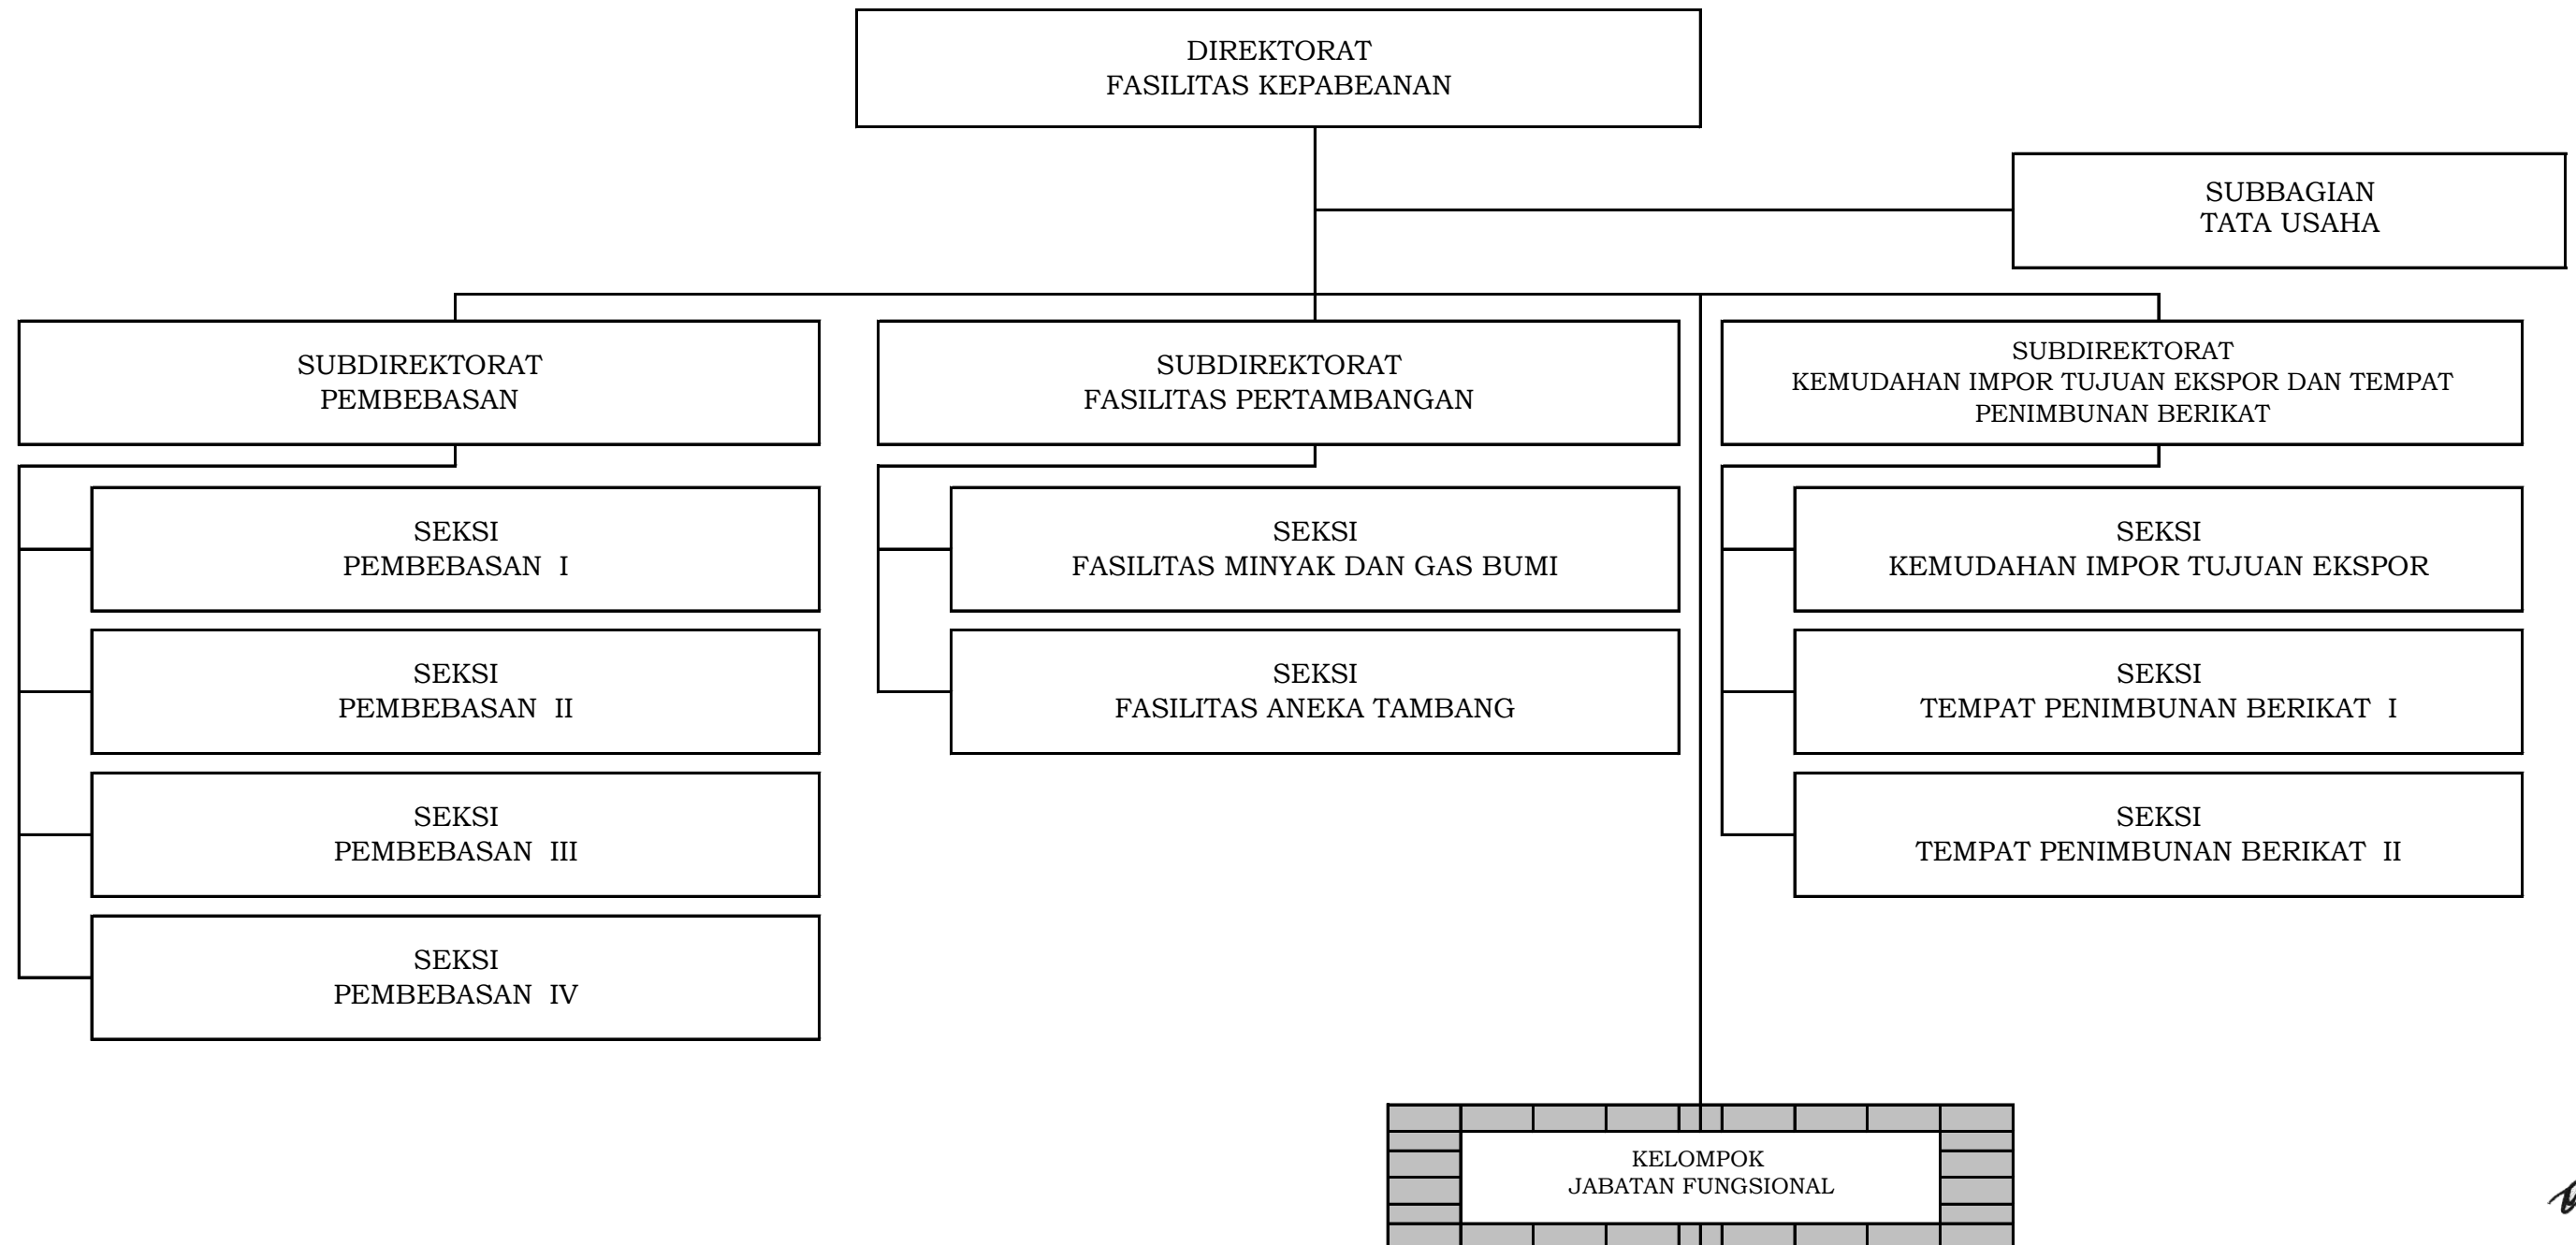 DIREKTORAT
FASILITAS KEPABEANAN
SUBBAGIAN
TATA USAHA
SUBDIREKTORAT
PEMBEBASAN
SUBDIREKTORAT
FASILITAS PERTAMBANGAN
SUBDIREKTORAT
KEMUDAHAN IMPOR TUJUAN EKSPOR DAN TEMPAT
PENIMBUNAN BERIKAT
SEKSI
PEMBEBASAN I
SEKSI
FASILITAS MINYAK DAN GAS BUMI
SEKSI
KEMUDAHAN IMPOR TUJUAN EKSPOR
SEKSI
PEMBEBASAN II
SEKSI
FASILITAS ANEKA TAMBANG
SEKSI
TEMPAT PENIMBUNAN BERIKAT I
SEKSI
PEMBEBASAN III
SEKSI
TEMPAT PENIMBUNAN BERIKAT II
SEKSI
PEMBEBASAN IV
KELOMPOK
JABATAN FUNGSIONAL